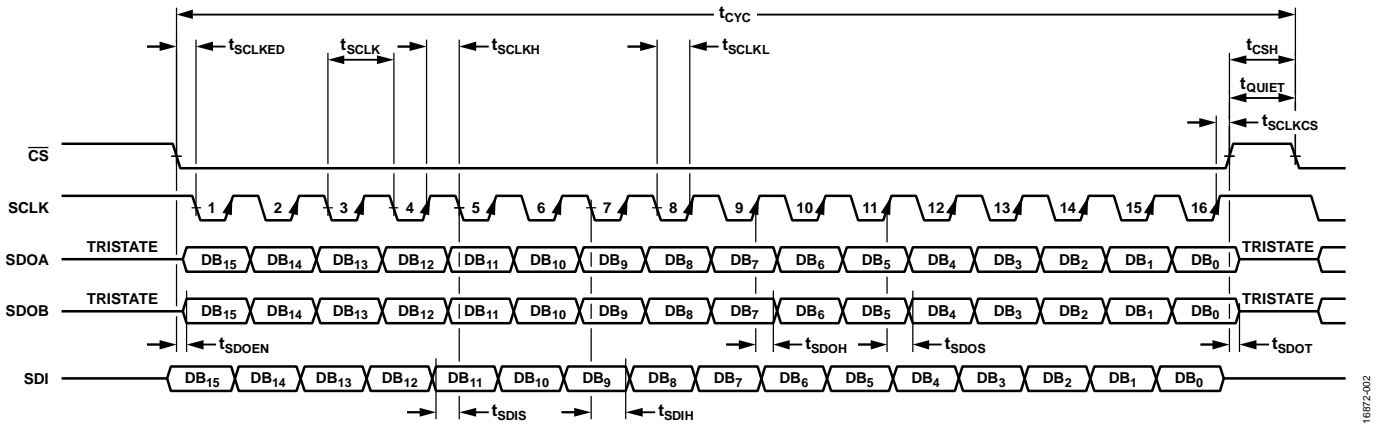 tCYC
tSCLKED tSCLK tSCLKH tSCLKL tCSH
tQUIET
tSCLKCS
CS
SCLK 1 2 3 4 5 6 7 8 9 10 11 12 13 14 15 16
TRISTATE TRISTATE
SDOA DB15 DB14 DB13 DB12 DB11 DB10 DB9 DB8 DB7 DB6 DB5 DB4 DB3 DB2 DB1 DB0
TRISTATE TRISTATE
SDOB DB15 DB14 DB13 DB12 DB11 DB10 DB9 DB8 DB7 DB6 DB5 DB4 DB3 DB2 DB1 DB0
tSDOEN tSDOH tSDOS tSDOT
SDI DB15 DB14 DB13 DB12 DB11 DB10 DB9 DB8 DB7 DB6 DB5 DB4 DB3 DB2 DB1 DB0
tSDIS tSDIH
16872-002